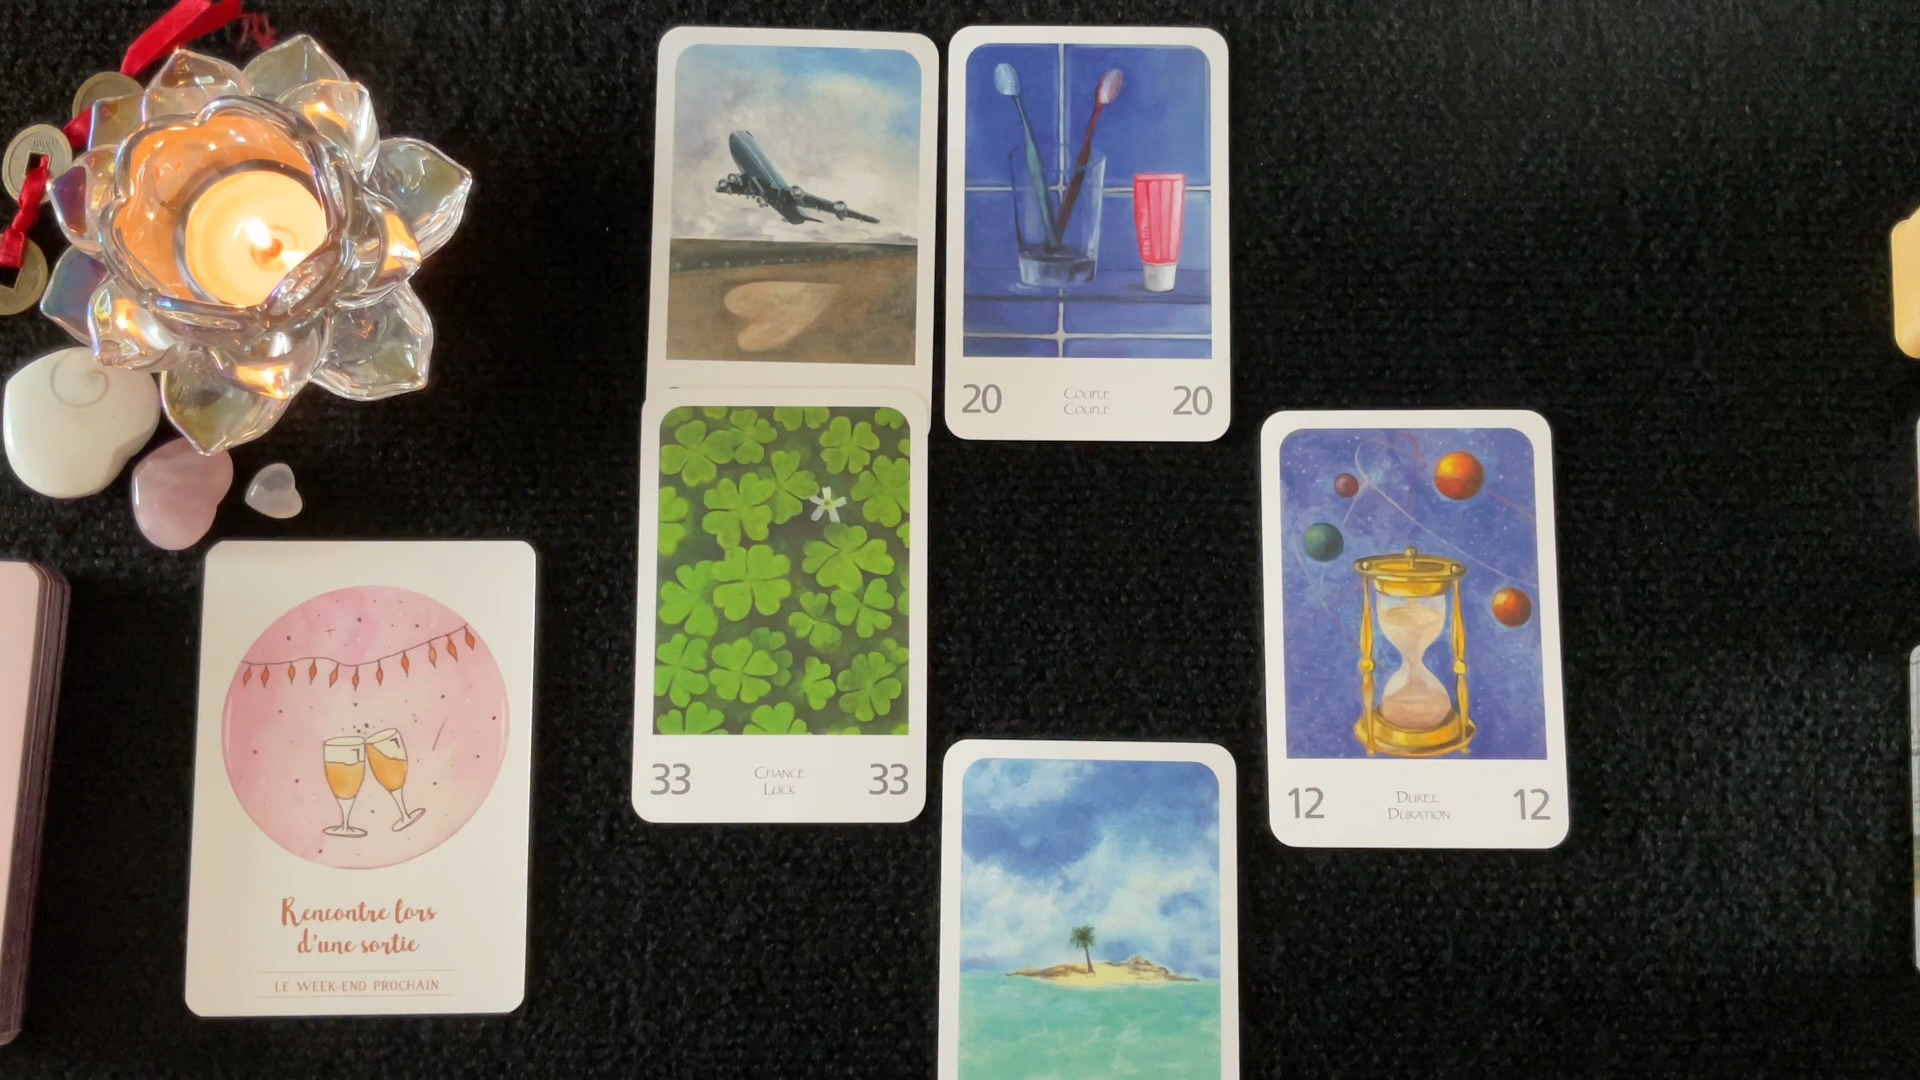 20 Couple 20
Couple
33 Chance 33
Luck
12 Durée 12
Duration
Rencontre lors
d'une sortie
LE WEEK-END PROCHAIN